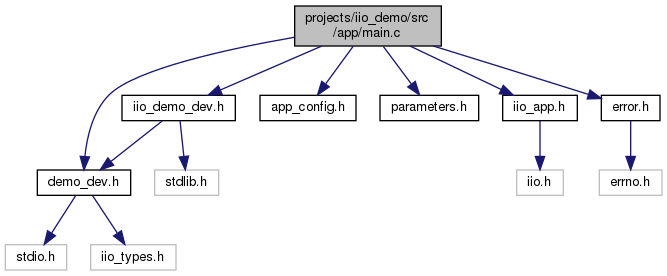 projects/iio_demo/src
/app/main.c
iio_demo_dev.h
app_config.h
parameters.h
iio_app.h
error.h
demo_dev.h
stdlib.h
iio.h
errno.h
stdio.h
iio_types.h